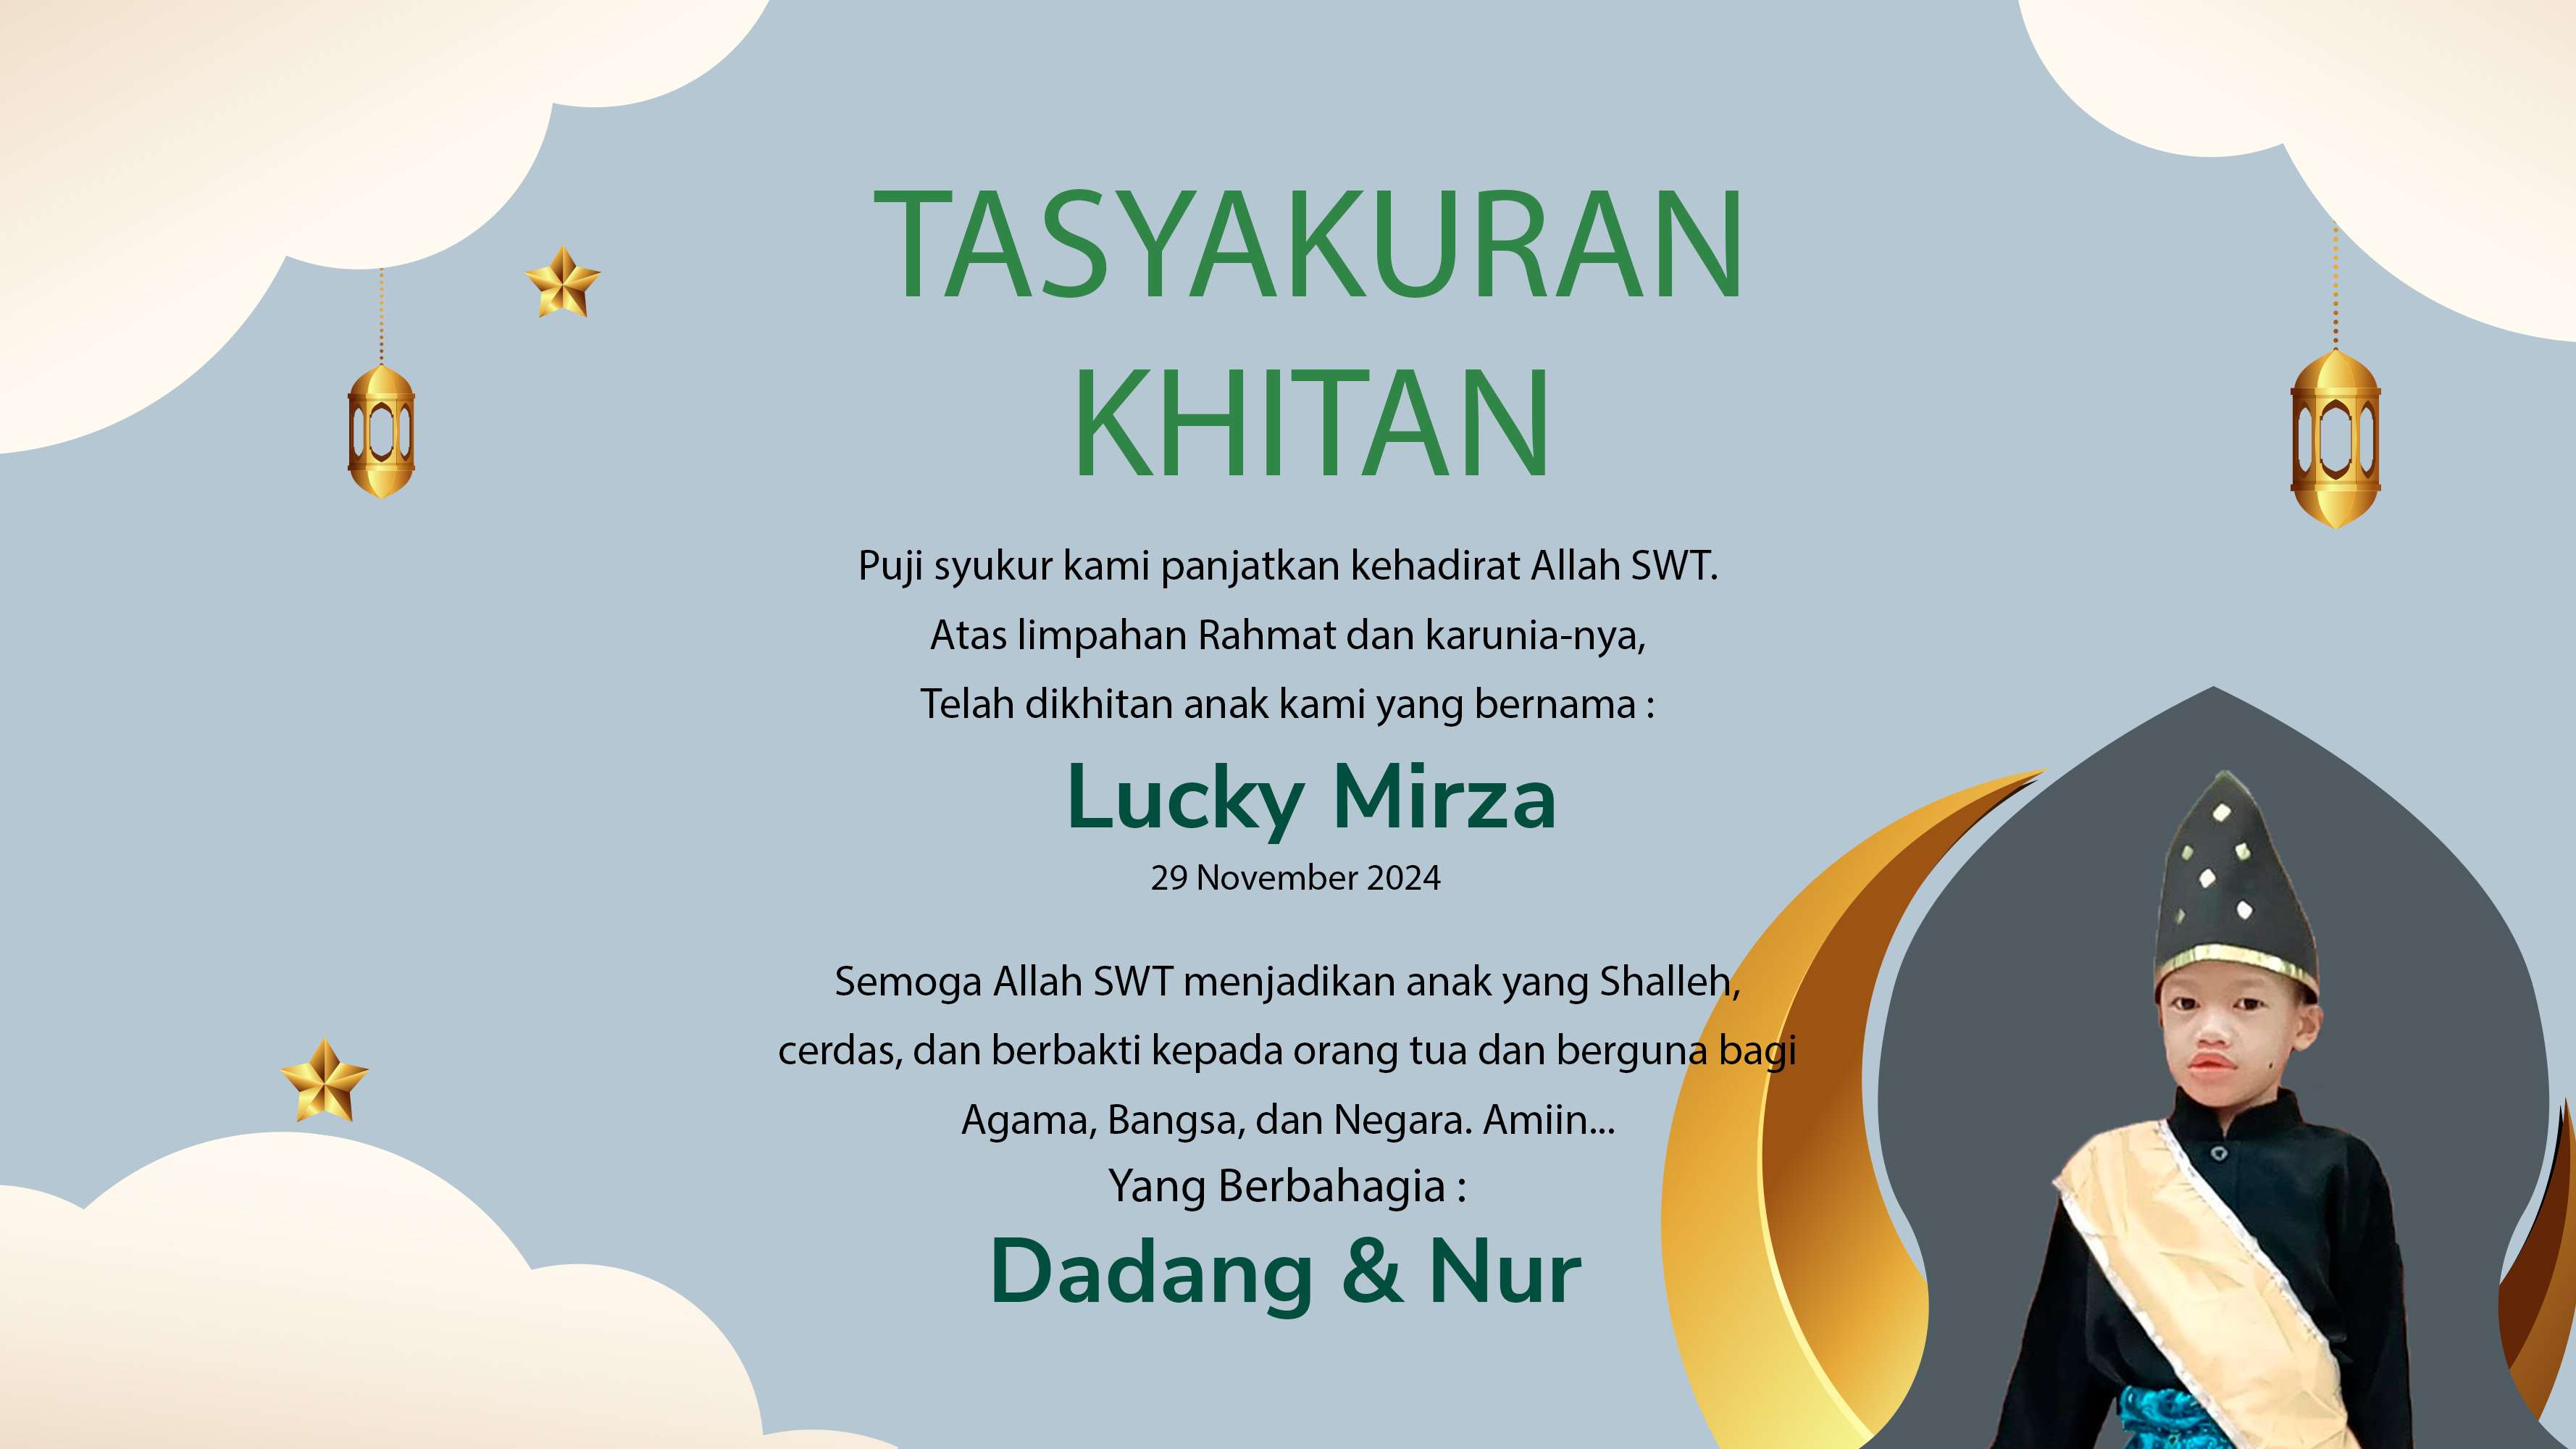 TASYAKURAN
KHITAN
Puji syukur kami panjatkan kehadirat Allah SWT.
Atas limpahan Rahmat dan karunia-nya,
Telah dikhitan anak kami yang bernama :
Lucky Mirza
29 November 2024
Semoga Allah SWT menjadikan anak yang Shalleh,
cerdas, dan berbakti kepada orang tua dan berguna bagi
Agama, Bangsa, dan Negara. Amiin...
Yang Berbahagia :
Dadang & Nur